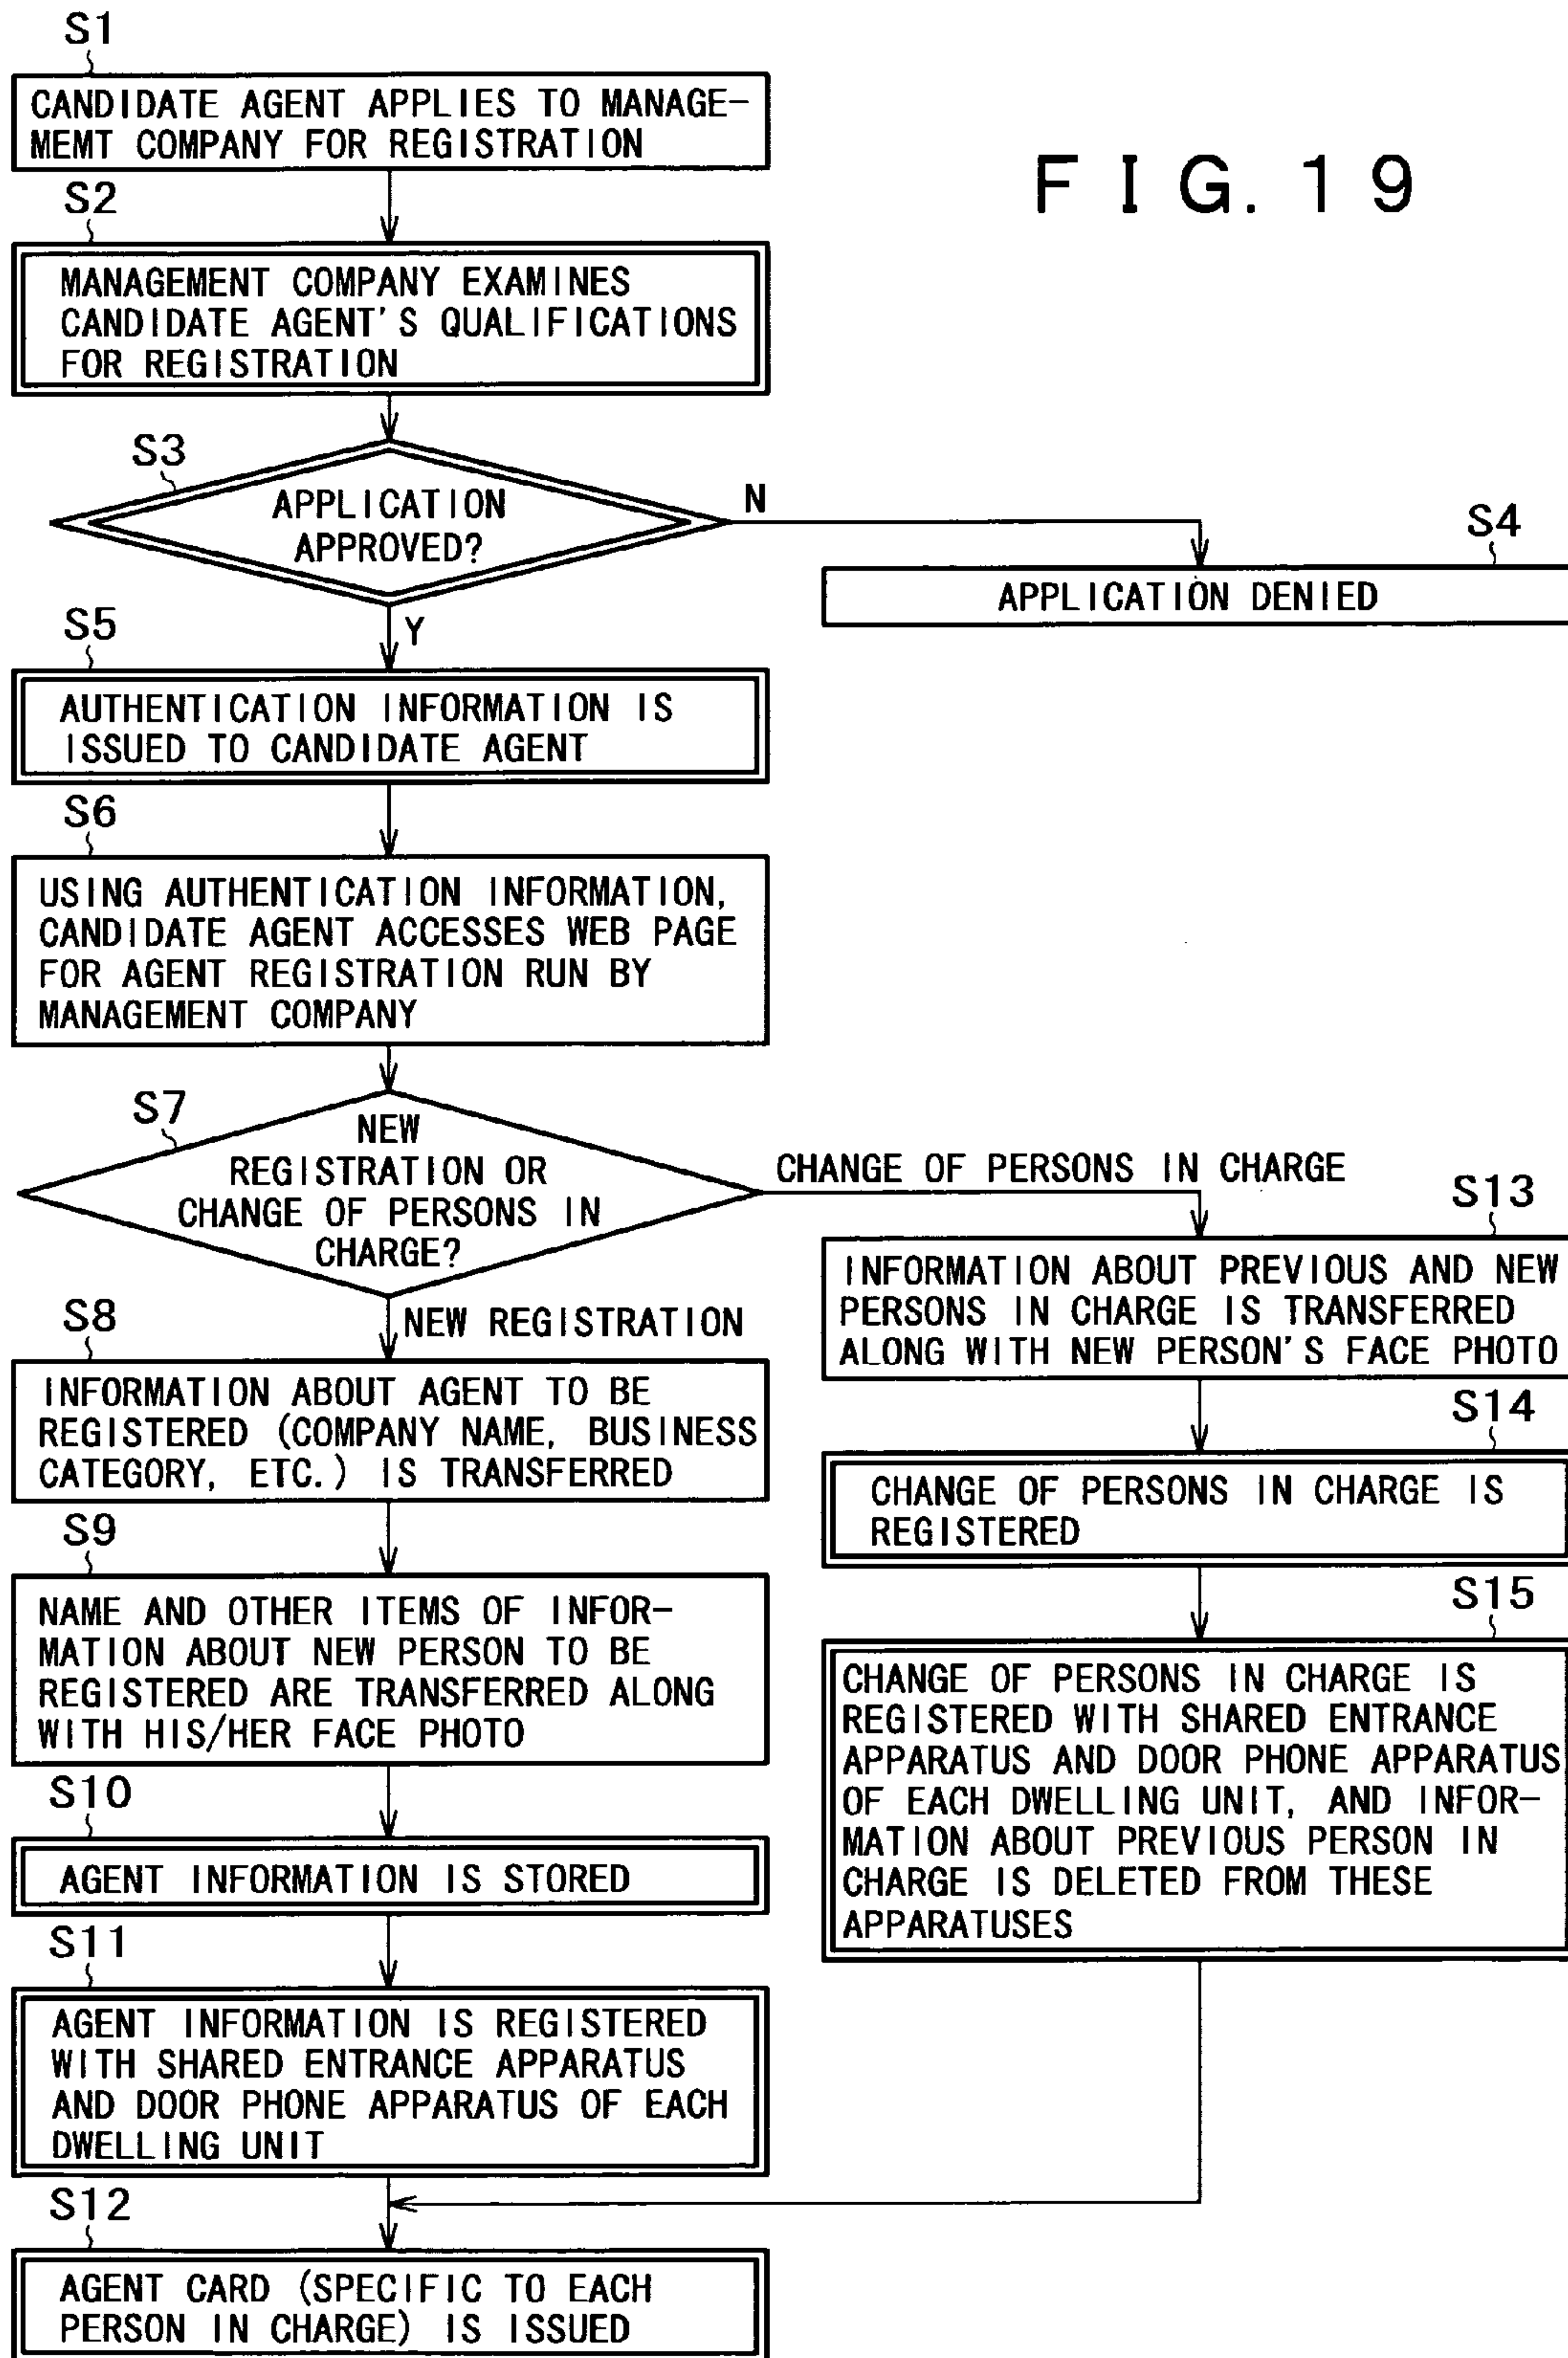 FIG. 19
S1
CANDIDATE AGENT APPLIES TO MANAGE-
MEMT COMPANY FOR REGISTRATION
S2
MANAGEMENT COMPANY EXAMINES
CANDIDATE AGENT'S QUALIFICATIONS
FOR REGISTRATION
S3
APPLICATION
APPROVED?
N
S4
APPLICATION DENIED
Y
S5
AUTHENTICATION INFORMATION IS
ISSUED TO CANDIDATE AGENT
S6
USING AUTHENTICATION INFORMATION,
CANDIDATE AGENT ACCESSES WEB PAGE
FOR AGENT REGISTRATION RUN BY
MANAGEMENT COMPANY
S7
NEW
REGISTRATION OR
CHANGE OF PERSONS IN
CHARGE?
CHANGE OF PERSONS IN CHARGE
NEW REGISTRATION
S8
INFORMATION ABOUT AGENT TO BE
REGISTERED (COMPANY NAME, BUSINESS
CATEGORY, ETC.) IS TRANSFERRED
S9
NAME AND OTHER ITEMS OF INFOR-
MATION ABOUT NEW PERSON TO BE
REGISTERED ARE TRANSFERRED ALONG
WITH HIS/HER FACE PHOTO
S10
AGENT INFORMATION IS STORED
S11
AGENT INFORMATION IS REGISTERED
WITH SHARED ENTRANCE APPARATUS
AND DOOR PHONE APPARATUS OF EACH
DWELLING UNIT
S12
AGENT CARD (SPECIFIC TO EACH
PERSON IN CHARGE) IS ISSUED
S13
INFORMATION ABOUT PREVIOUS AND NEW
PERSONS IN CHARGE IS TRANSFERRED
ALONG WITH NEW PERSON'S FACE PHOTO
S14
CHANGE OF PERSONS IN CHARGE IS
REGISTERED
S15
CHANGE OF PERSONS IN CHARGE IS
REGISTERED WITH SHARED ENTRANCE
APPARATUS AND DOOR PHONE APPARATUS
OF EACH DWELLING UNIT, AND INFOR-
MATION ABOUT PREVIOUS PERSON IN
CHARGE IS DELETED FROM THESE
APPARATUSES